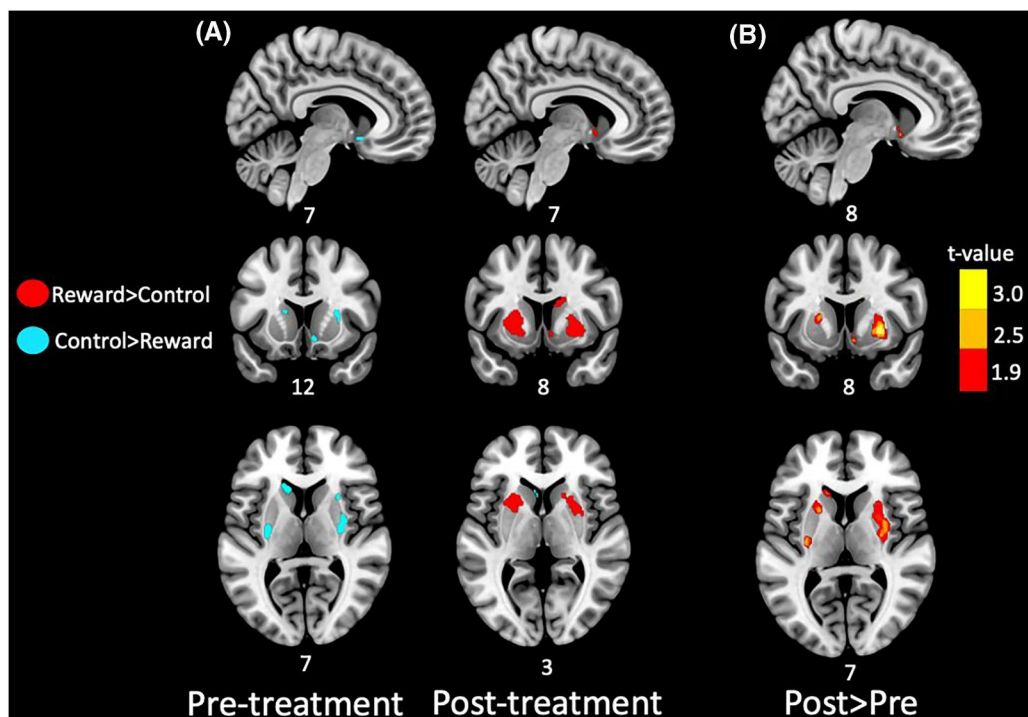 (A)
(B)
7
7
8
Reward>Control
Control>Reward
12
8
8
t-value
3.0
2.5
1.9
7
3
7
Pre-treatment
Post-treatment
Post>Pre